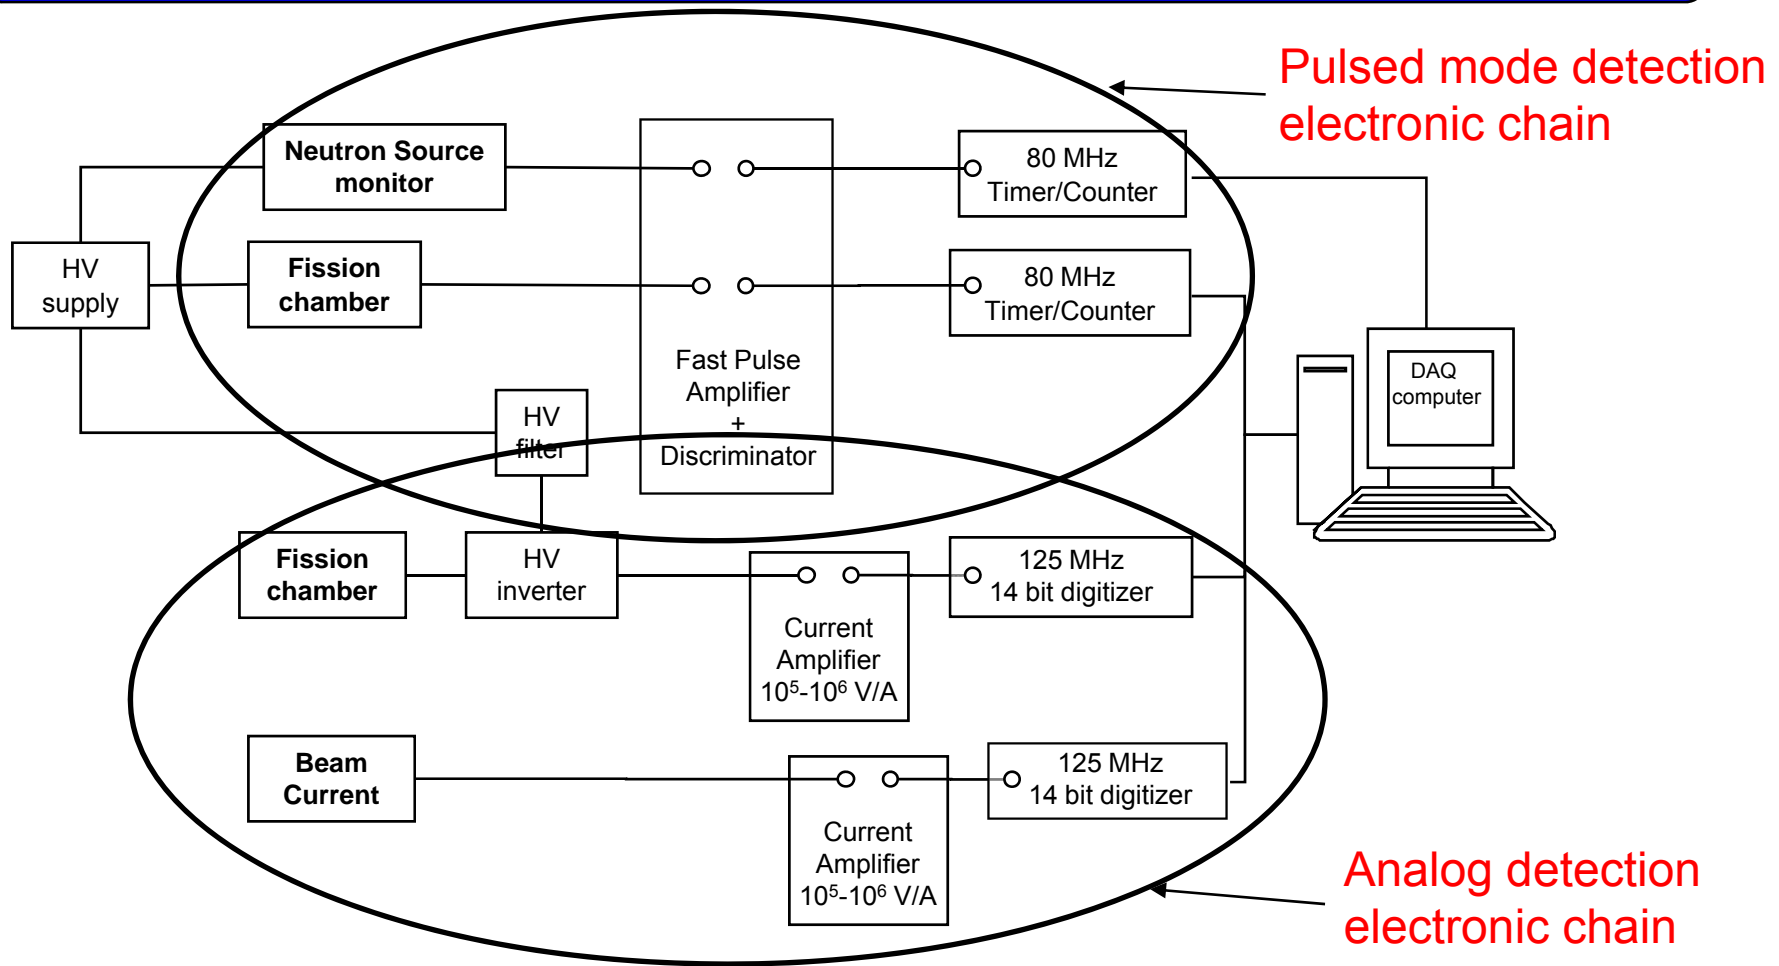 Pulsed mode detection
electronic chain
Neutron Source
monitor
80 MHz
Timer/Counter
HV
supply
Fission
chamber
80 MHz
Timer/Counter
Fast Pulse
Amplifier
+
Discriminator
HV
filter
DAQ
computer
Fission
chamber
HV
inverter
125 MHz
14 bit digitizer
Current
Amplifier
10⁵-10⁶ V/A
Beam
Current
125 MHz
14 bit digitizer
Current
Amplifier
10⁵-10⁶ V/A
Analog detection
electronic chain